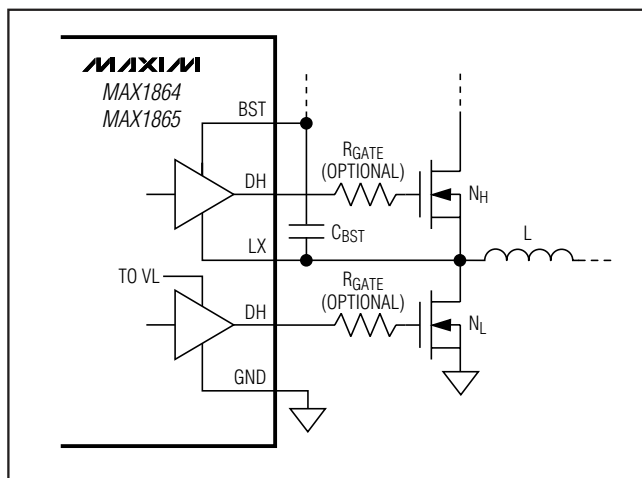 MAXIM
MAX1864
MAX1865
BST
RGATE
(OPTIONAL)
DH
NH
CBST
L
LX
TO VL
RGATE
(OPTIONAL)
DH
NL
GND